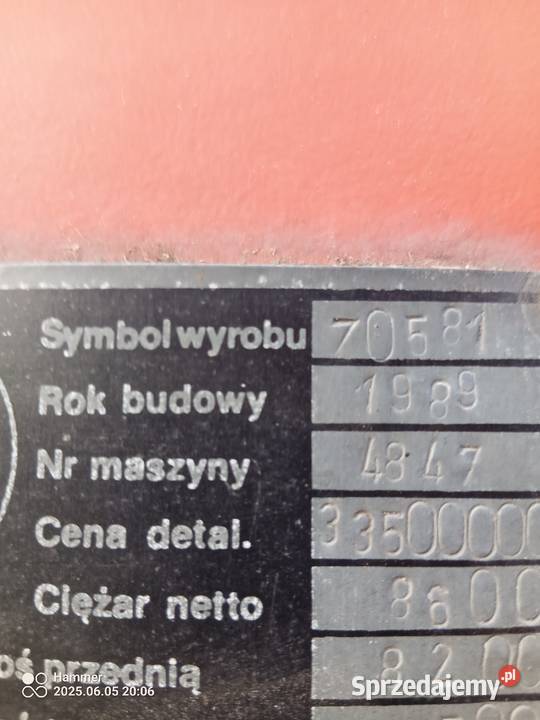 Symbol wyrobu 70581
Rok budowy 1989
Nr maszyny 4847
Cena detal. 33500000
Ciężar netto 8600
oś przednią 8200
Hammer
2025.06.05 20:06
Sprzedajemy.pl